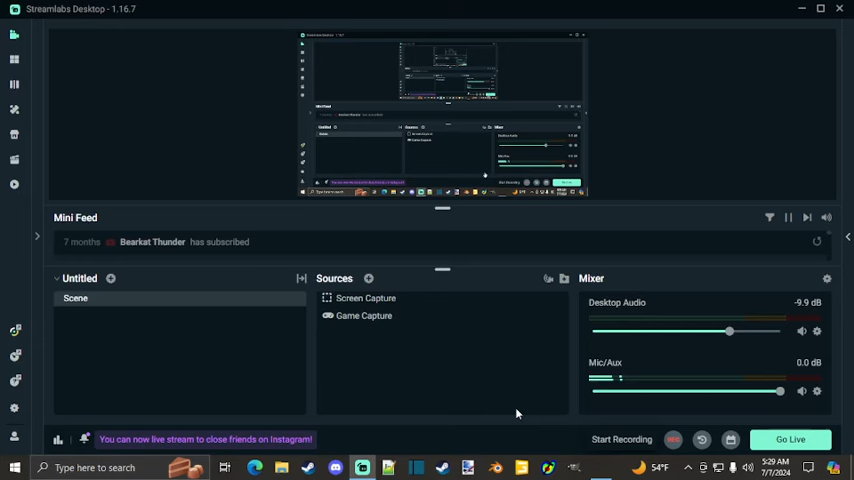 Streamlabs Desktop - 1.16.7
Mini Feed
7 months Bearkat Thunder has subscribed
Untitled
Scene
Sources
Screen Capture
Game Capture
Mixer
Desktop Audio -9.9 dB
Mic/Aux 0.0 dB
You can now live stream to close friends on Instagram!
Start Recording REC Go Live
Type here to search
54°F
5:29 AM
7/7/2024